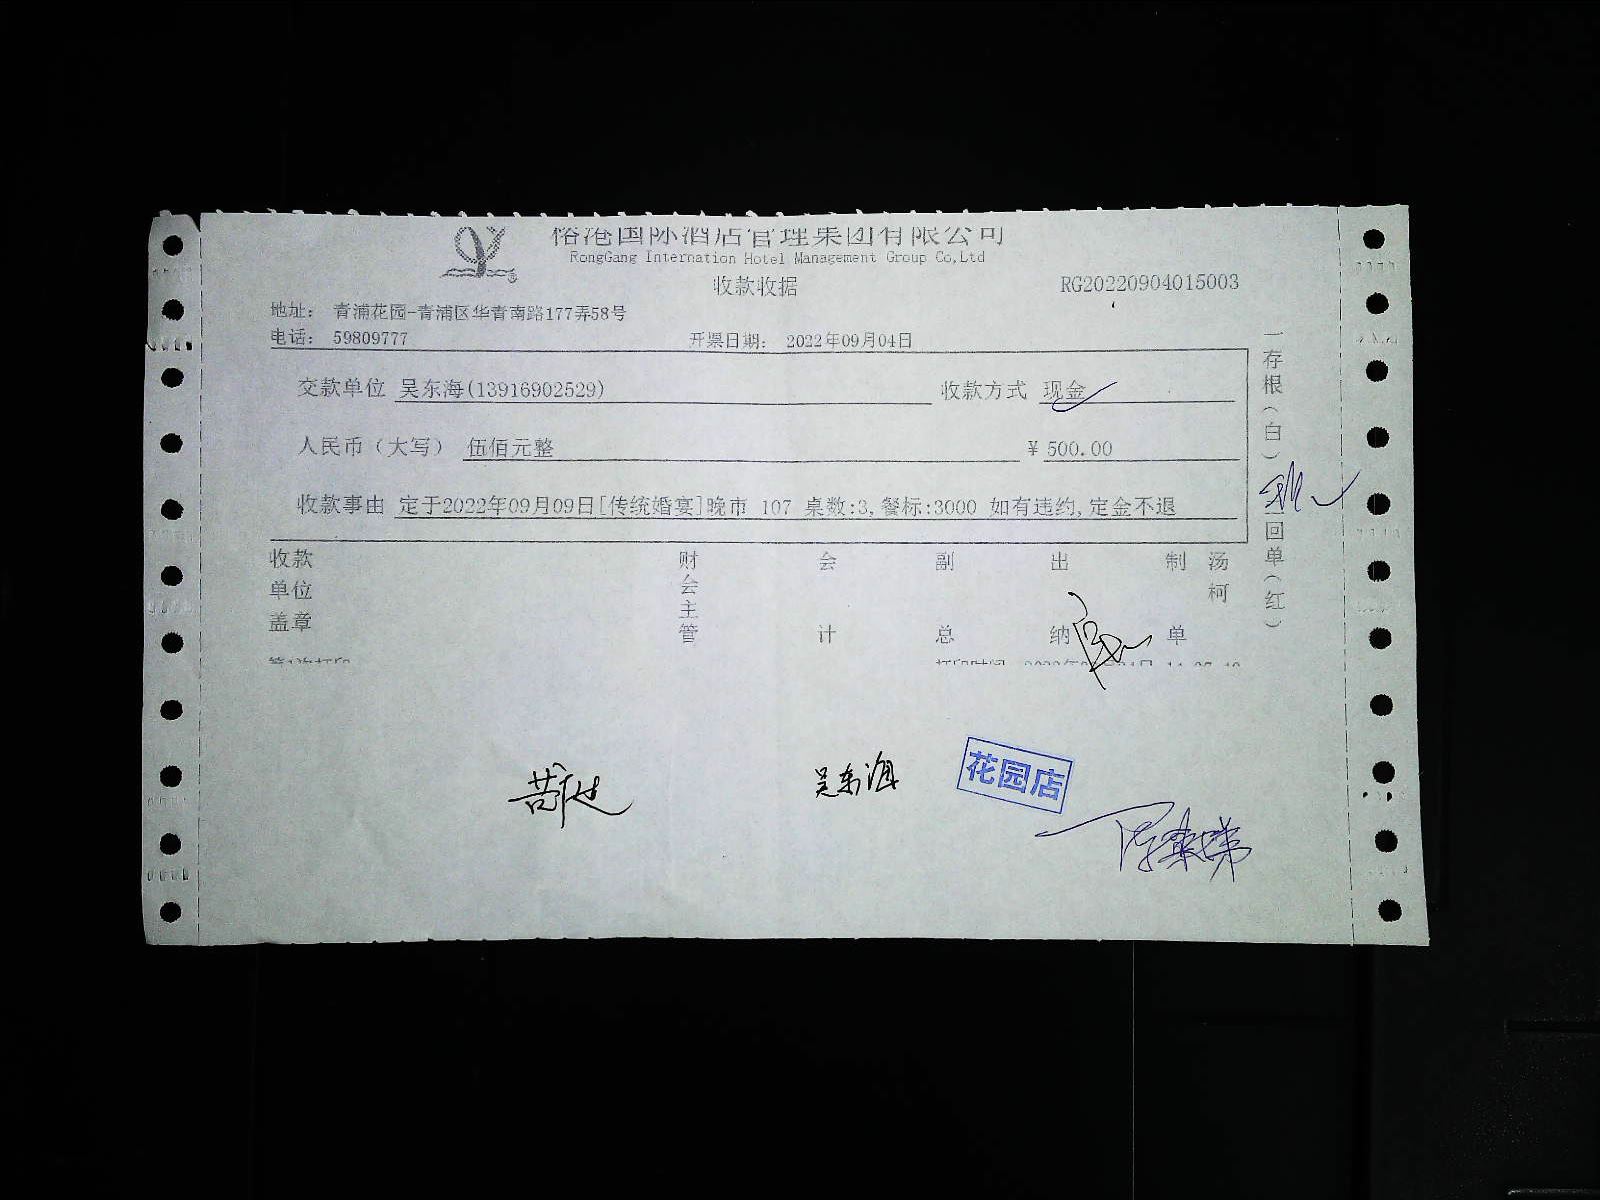 榕港国际酒店管理集团有限公司
RongGang Internation Hotel Management Group Co,Ltd
收款收据
RG20220904015003
地址： 青浦花园-青浦区华青南路177弄58号
电话： 59809777 开票日期： 2022年09月04日
交款单位 吴东海(13916902529) 收款方式 现金
人民币（大写） 伍佰元整 ￥500.00
收款事由 定于2022年09月09日[传统婚宴]晚市 107 桌数:3,餐标:3000 如有违约,定金不退
收款单位盖章 财会主管 会计 副总 出纳 制单 汤柯
一存根（白）二回单（红）
吴东海
花园店